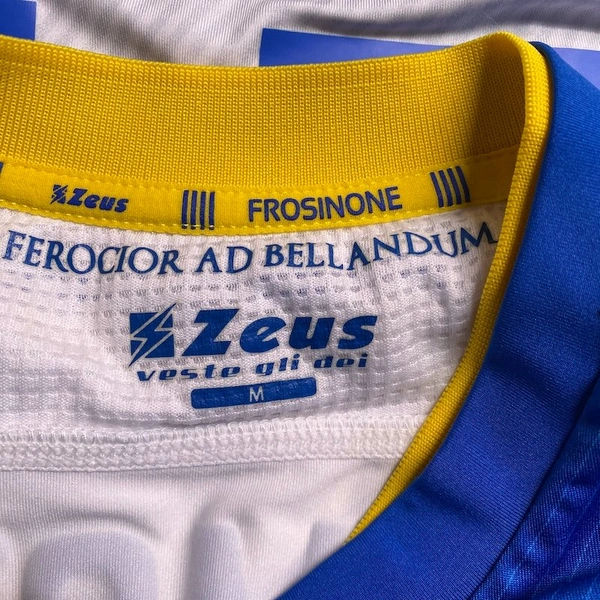 Zeus FROSINONE
FEROCIOR AD BELLANDUM
Zeus
veste gli dei
M